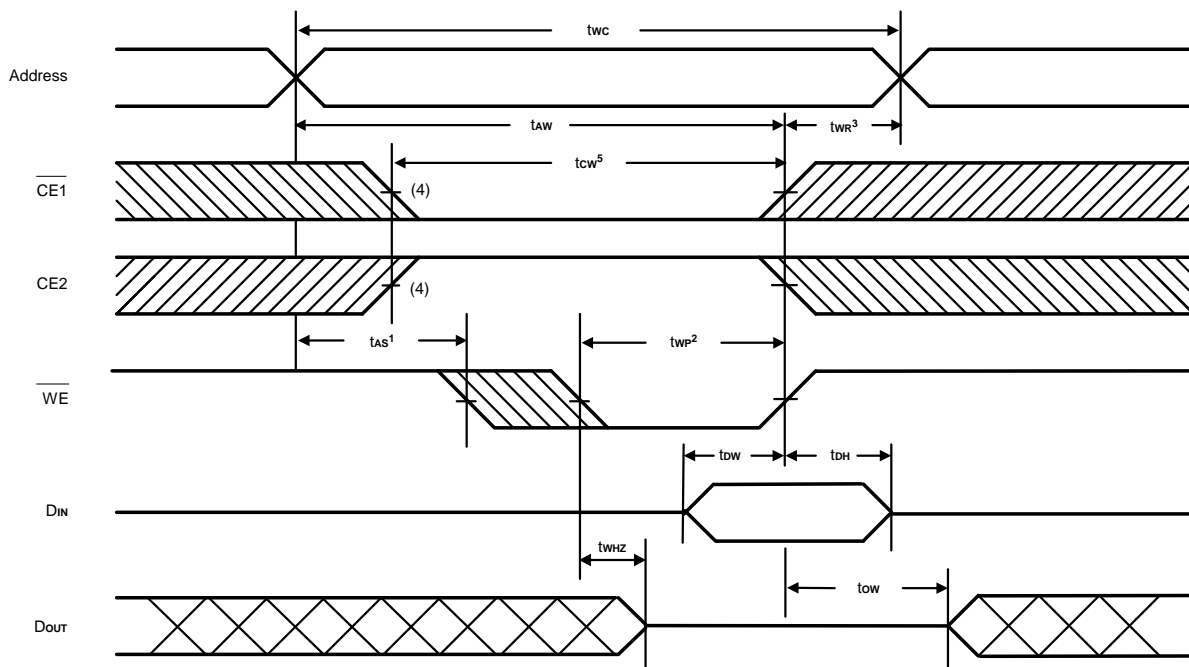 tWC
Address
tAW
tWR³
tCW⁵
CE1
(4)
CE2
(4)
tAS¹
tWP²
WE
tDW
tDH
DIN
tWHZ
tOW
DOUT